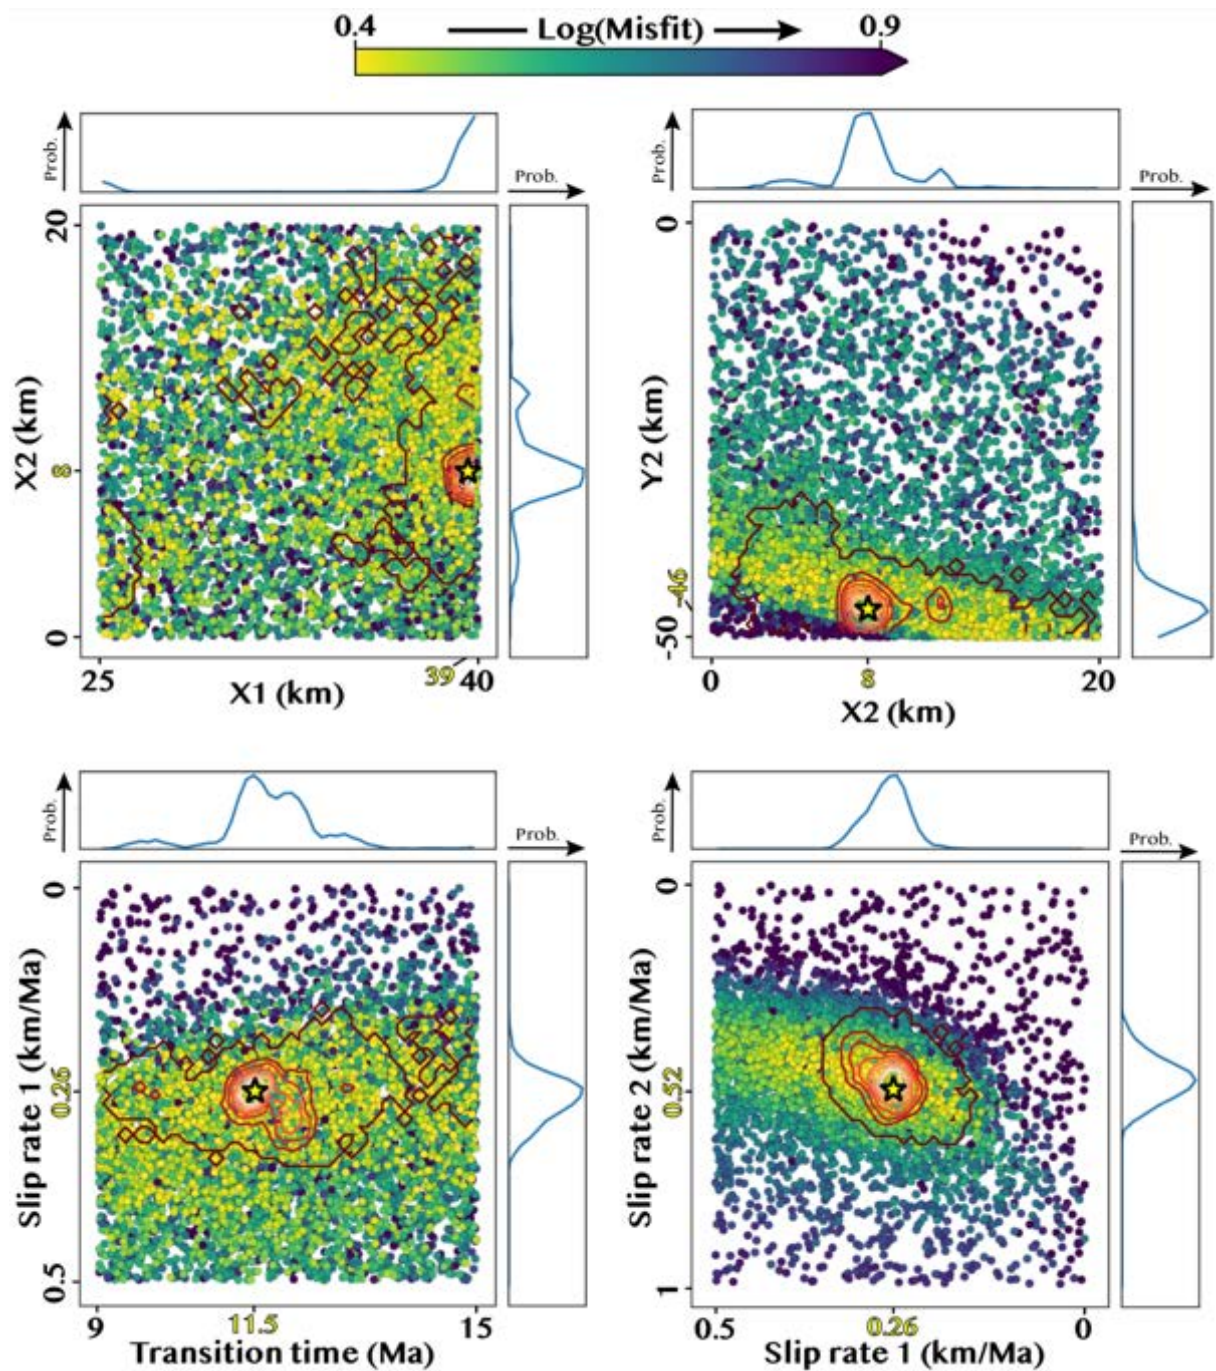 0.4 Log(Misfit) 0.9
Prob.
Prob.
20
X2 (km)
8
0
25
39
40
X1 (km)
Prob.
Prob.
0
Y2 (km)
-46
-50
0
8
20
X2 (km)
Prob.
Prob.
0
Slip rate 1 (km/Ma)
0.26
0.5
9
11.5
15
Transition time (Ma)
Prob.
Prob.
0
Slip rate 2 (km/Ma)
0.52
1
0.5
0.26
0
Slip rate 1 (km/Ma)